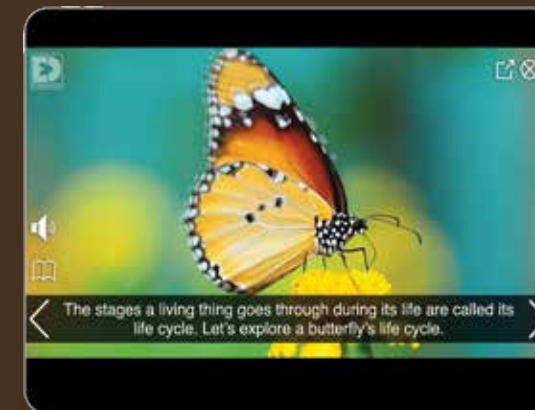 The stages a living thing goes through during its life are called its
life cycle. Let's explore a butterfly's life cycle.